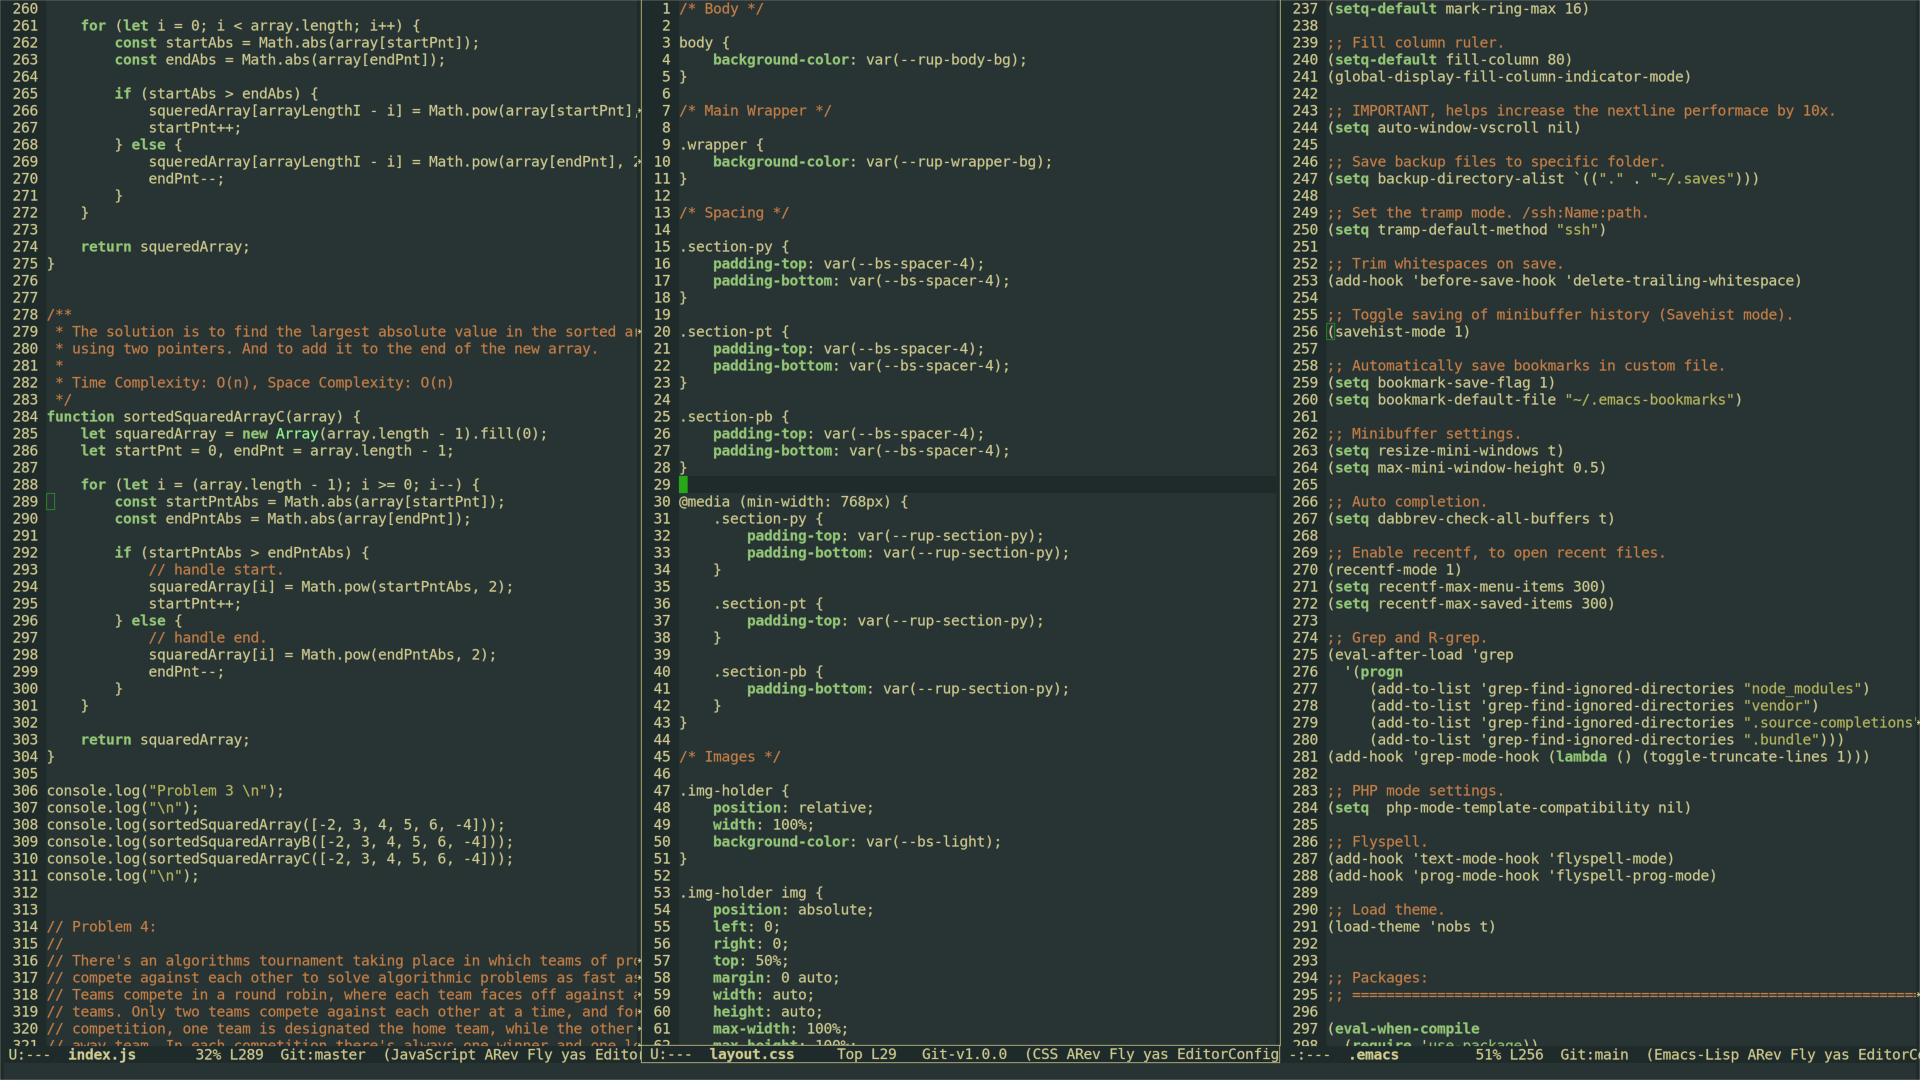 260
261     for (let i = 0; i < array.length; i++) {
262         const startAbs = Math.abs(array[startPnt]);
263         const endAbs = Math.abs(array[endPnt]);
264
265         if (startAbs > endAbs) {
266             squeredArray[arrayLengthI - i] = Math.pow(array[startPnt],
267             startPnt++;
268         } else {
269             squeredArray[arrayLengthI - i] = Math.pow(array[endPnt], 2
270             endPnt--;
271         }
272     }
273
274     return squeredArray;
275 }
276
277
278 /**
279  * The solution is to find the largest absolute value in the sorted
280  * using two pointers. And to add it to the end of the new array.
281  *
282  * Time Complexity: O(n), Space Complexity: O(n)
283  */
284 function sortedSquaredArrayC(array) {
285     let squaredArray = new Array(array.length - 1).fill(0);
286     let startPnt = 0, endPnt = array.length - 1;
287
288     for (let i = (array.length - 1); i >= 0; i--) {
289         const startPntAbs = Math.abs(array[startPnt]);
290         const endPntAbs = Math.abs(array[endPnt]);
291
292         if (startPntAbs > endPntAbs) {
293             // handle start.
294             squaredArray[i] = Math.pow(startPntAbs, 2);
295             startPnt++;
296         } else {
297             // handle end.
298             squaredArray[i] = Math.pow(endPntAbs, 2);
299             endPnt--;
300         }
301     }
302
303     return squaredArray;
304 }
305
306 console.log("Problem 3 \n");
307 console.log("\n");
308 console.log(sortedSquaredArray([-2, 3, 4, 5, 6, -4]));
309 console.log(sortedSquaredArrayB([-2, 3, 4, 5, 6, -4]));
310 console.log(sortedSquaredArrayC([-2, 3, 4, 5, 6, -4]));
311 console.log("\n");
312
313
314 // Problem 4:
315 //
316 // There's an algorithms tournament taking place in which teams of
317 // compete against each other to solve algorithmic problems as fast
318 // Teams compete in a round robin, where each team faces off against
319 // teams. Only two teams compete against each other at a time, and
320 // competition, one team is designated the home team, while the other
321 // away team. In each competition there's always one winner and one
U:---  index.js       32% L289  Git:master  (JavaScript ARev Fly yas Edito
1 /* Body */
2
3 body {
4     background-color: var(--rup-body-bg);
5 }
6
7 /* Main Wrapper */
8
9 .wrapper {
10     background-color: var(--rup-wrapper-bg);
11 }
12
13 /* Spacing */
14
15 .section-py {
16     padding-top: var(--bs-spacer-4);
17     padding-bottom: var(--bs-spacer-4);
18 }
19
20 .section-pt {
21     padding-top: var(--bs-spacer-4);
22     padding-bottom: var(--bs-spacer-4);
23 }
24
25 .section-pb {
26     padding-top: var(--bs-spacer-4);
27     padding-bottom: var(--bs-spacer-4);
28 }
29
30 @media (min-width: 768px) {
31     .section-py {
32         padding-top: var(--rup-section-py);
33         padding-bottom: var(--rup-section-py);
34     }
35
36     .section-pt {
37         padding-top: var(--rup-section-py);
38     }
39
40     .section-pb {
41         padding-bottom: var(--rup-section-py);
42     }
43 }
44
45 /* Images */
46
47 .img-holder {
48     position: relative;
49     width: 100%;
50     background-color: var(--bs-light);
51 }
52
53 .img-holder img {
54     position: absolute;
55     left: 0;
56     right: 0;
57     top: 50%;
58     margin: 0 auto;
59     width: auto;
60     height: auto;
61     max-width: 100%;
62     max-height: 100%;
U:---  layout.css     Top L29   Git-v1.0.0  (CSS ARev Fly yas EditorConfig
237 (setq-default mark-ring-max 16)
238
239 ;; Fill column ruler.
240 (setq-default fill-column 80)
241 (global-display-fill-column-indicator-mode)
242
243 ;; IMPORTANT, helps increase the nextline performace by 10x.
244 (setq auto-window-vscroll nil)
245
246 ;; Save backup files to specific folder.
247 (setq backup-directory-alist `(("." . "~/.saves")))
248
249 ;; Set the tramp mode. /ssh:Name:path.
250 (setq tramp-default-method "ssh")
251
252 ;; Trim whitespaces on save.
253 (add-hook 'before-save-hook 'delete-trailing-whitespace)
254
255 ;; Toggle saving of minibuffer history (Savehist mode).
256 (savehist-mode 1)
257
258 ;; Automatically save bookmarks in custom file.
259 (setq bookmark-save-flag 1)
260 (setq bookmark-default-file "~/.emacs-bookmarks")
261
262 ;; Minibuffer settings.
263 (setq resize-mini-windows t)
264 (setq max-mini-window-height 0.5)
265
266 ;; Auto completion.
267 (setq dabbrev-check-all-buffers t)
268
269 ;; Enable recentf, to open recent files.
270 (recentf-mode 1)
271 (setq recentf-max-menu-items 300)
272 (setq recentf-max-saved-items 300)
273
274 ;; Grep and R-grep.
275 (eval-after-load 'grep
276   '(progn
277      (add-to-list 'grep-find-ignored-directories "node_modules")
278      (add-to-list 'grep-find-ignored-directories "vendor")
279      (add-to-list 'grep-find-ignored-directories ".source-completions"
280      (add-to-list 'grep-find-ignored-directories ".bundle")))
281 (add-hook 'grep-mode-hook (lambda () (toggle-truncate-lines 1)))
282
283 ;; PHP mode settings.
284 (setq  php-mode-template-compatibility nil)
285
286 ;; Flyspell.
287 (add-hook 'text-mode-hook 'flyspell-mode)
288 (add-hook 'prog-mode-hook 'flyspell-prog-mode)
289
290 ;; Load theme.
291 (load-theme 'nobs t)
292
293
294 ;; Packages:
295 ;; ===================================================================
296
297 (eval-when-compile
298   (require 'use-package))
-:---  .emacs         51% L256  Git:main  (Emacs-Lisp ARev Fly yas EditorC